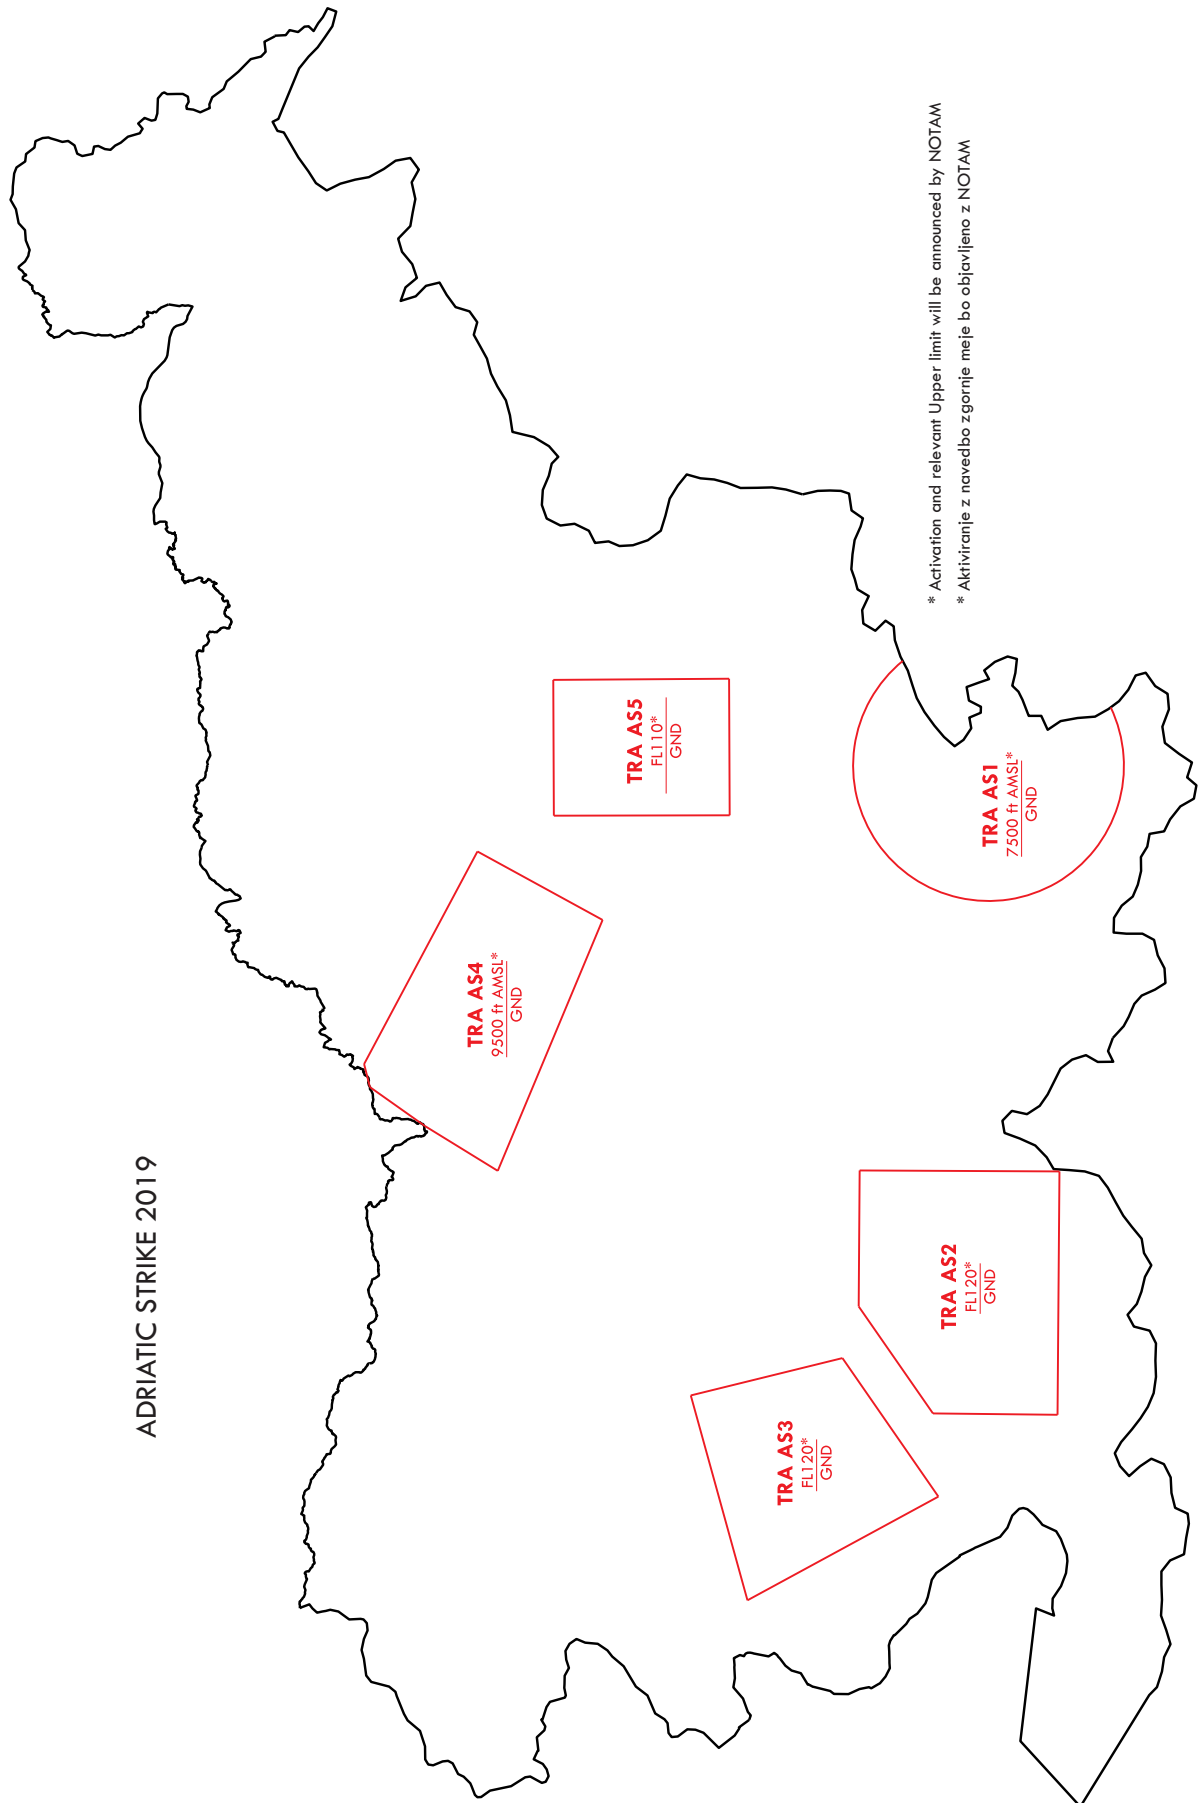 ADRIATIC STRIKE 2019
TRA AS4
9500 ft AMSL*
GND
TRA AS5
FL110*
GND
TRA AS3
FL120*
GND
TRA AS2
FL120*
GND
TRA AS1
7500 ft AMSL*
GND
* Activation and relevant Upper limit will be announced by NOTAM
* Aktiviranje z navedbo zgornje meje bo objavljeno z NOTAM